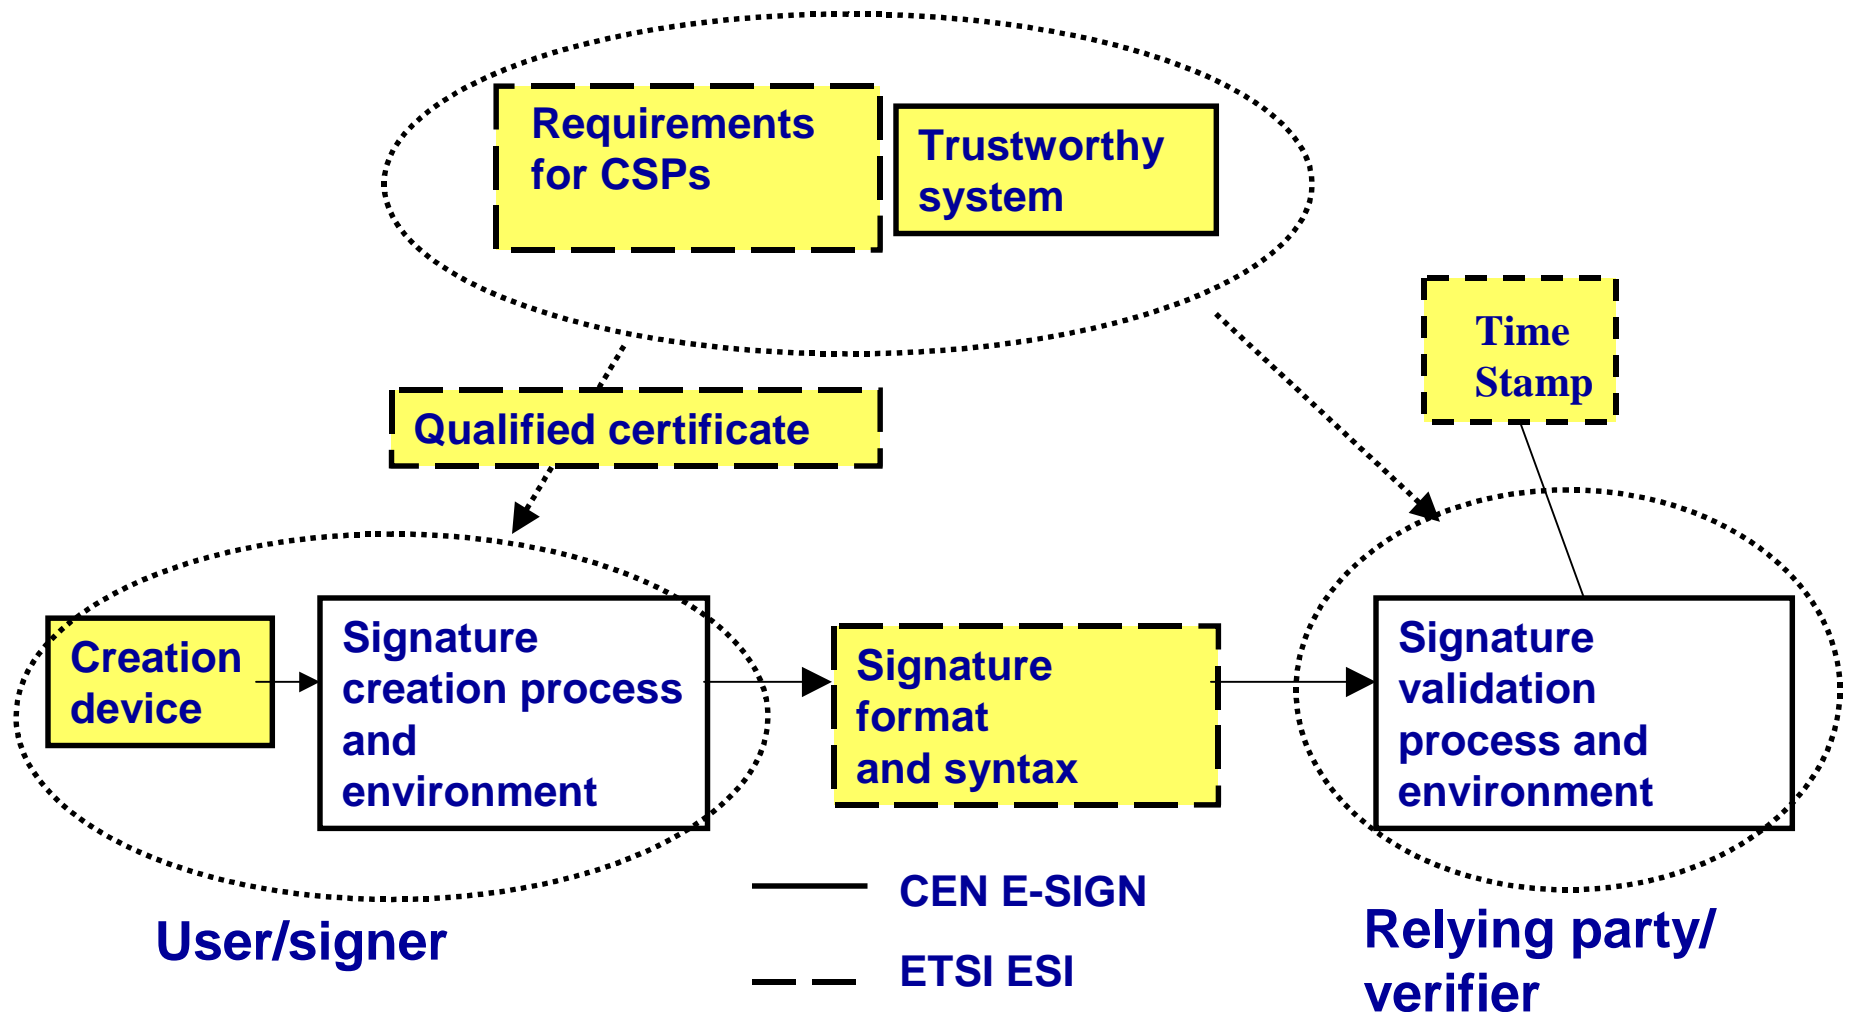 Requirements
for CSPs
Trustworthy
system
Time
Stamp
Qualified certificate
Creation
device
Signature
creation process
and
environment
Signature
format
and syntax
Signature
validation
process and
environment
CEN E-SIGN
ETSI ESI
User/signer
Relying party/
verifier